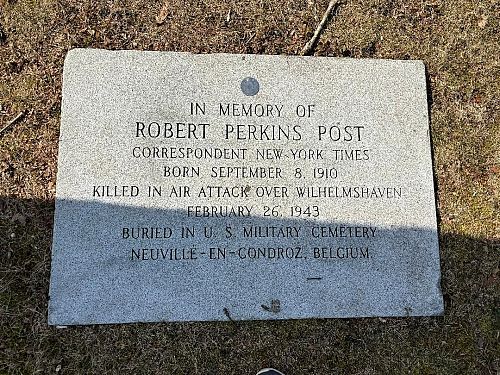 IN MEMORY OF
ROBERT PERKINS POST
CORRESPONDENT NEW YORK TIMES
BORN SEPTEMBER 8, 1910
KILLED IN AIR ATTACK OVER WILHELMSHAVEN
FEBRUARY 26, 1943
BURIED IN U. S. MILITARY CEMETERY
NEUVILLE-EN-CONDROZ, BELGIUM.